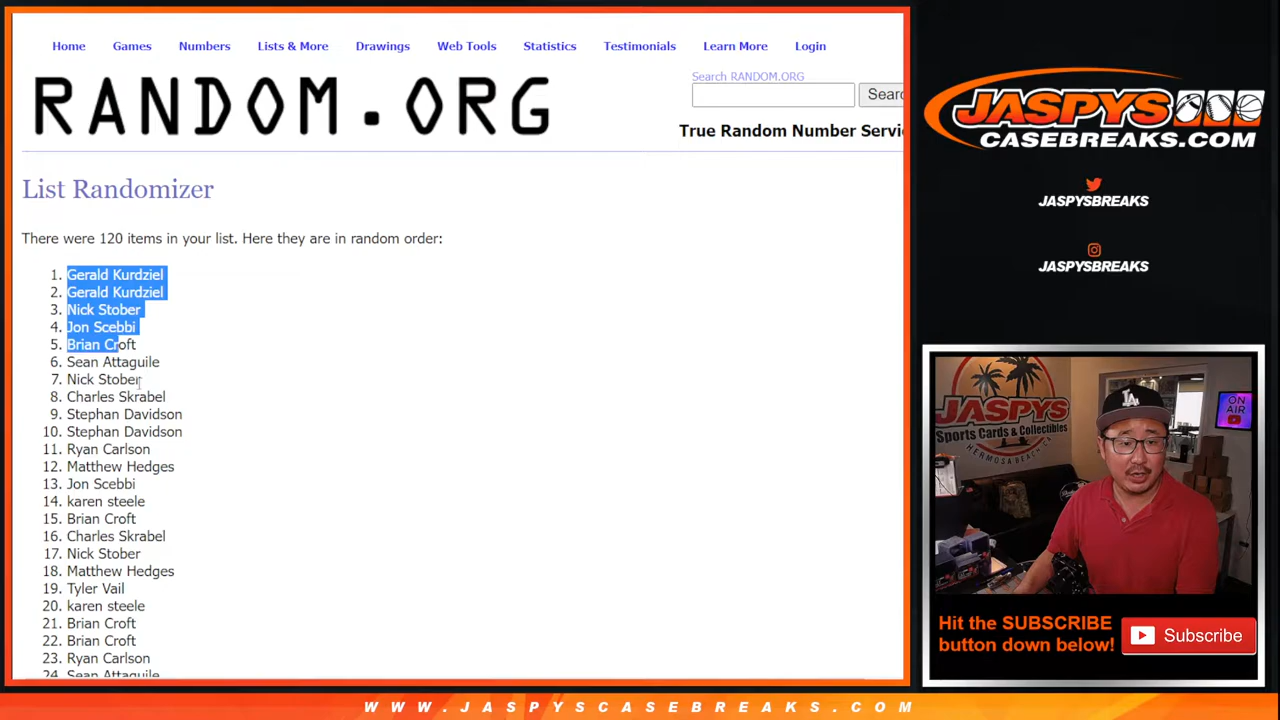 Home Games Numbers Lists & More Drawings Web Tools Statistics Testimonials Learn More Login
Search RANDOM.ORG
RANDOM.ORG
Searc
True Random Number Servi
List Randomizer
There were 120 items in your list. Here they are in random order:
1. Gerald Kurdziel
2. Gerald Kurdziel
3. Nick Stober
4. Jon Scebbi
5. Brian Croft
6. Sean Attaguile
7. Nick Stober
8. Charles Skrabel
9. Stephan Davidson
10. Stephan Davidson
11. Ryan Carlson
12. Matthew Hedges
13. Jon Scebbi
14. karen steele
15. Brian Croft
16. Charles Skrabel
17. Nick Stober
18. Matthew Hedges
19. Tyler Vail
20. karen steele
21. Brian Croft
22. Brian Croft
23. Ryan Carlson
24. Sean Attaguile
JASPYS
CASEBREAKS.COM
JASPYSBREAKS
JASPYSBREAKS
JASPYS
Sports Cards & Collectibles
HERMOSA BEACH, CA
LA
ON AIR
Hit the SUBSCRIBE
button down below!
Subscribe
WWW.JASPYSCASEBREAKS.COM